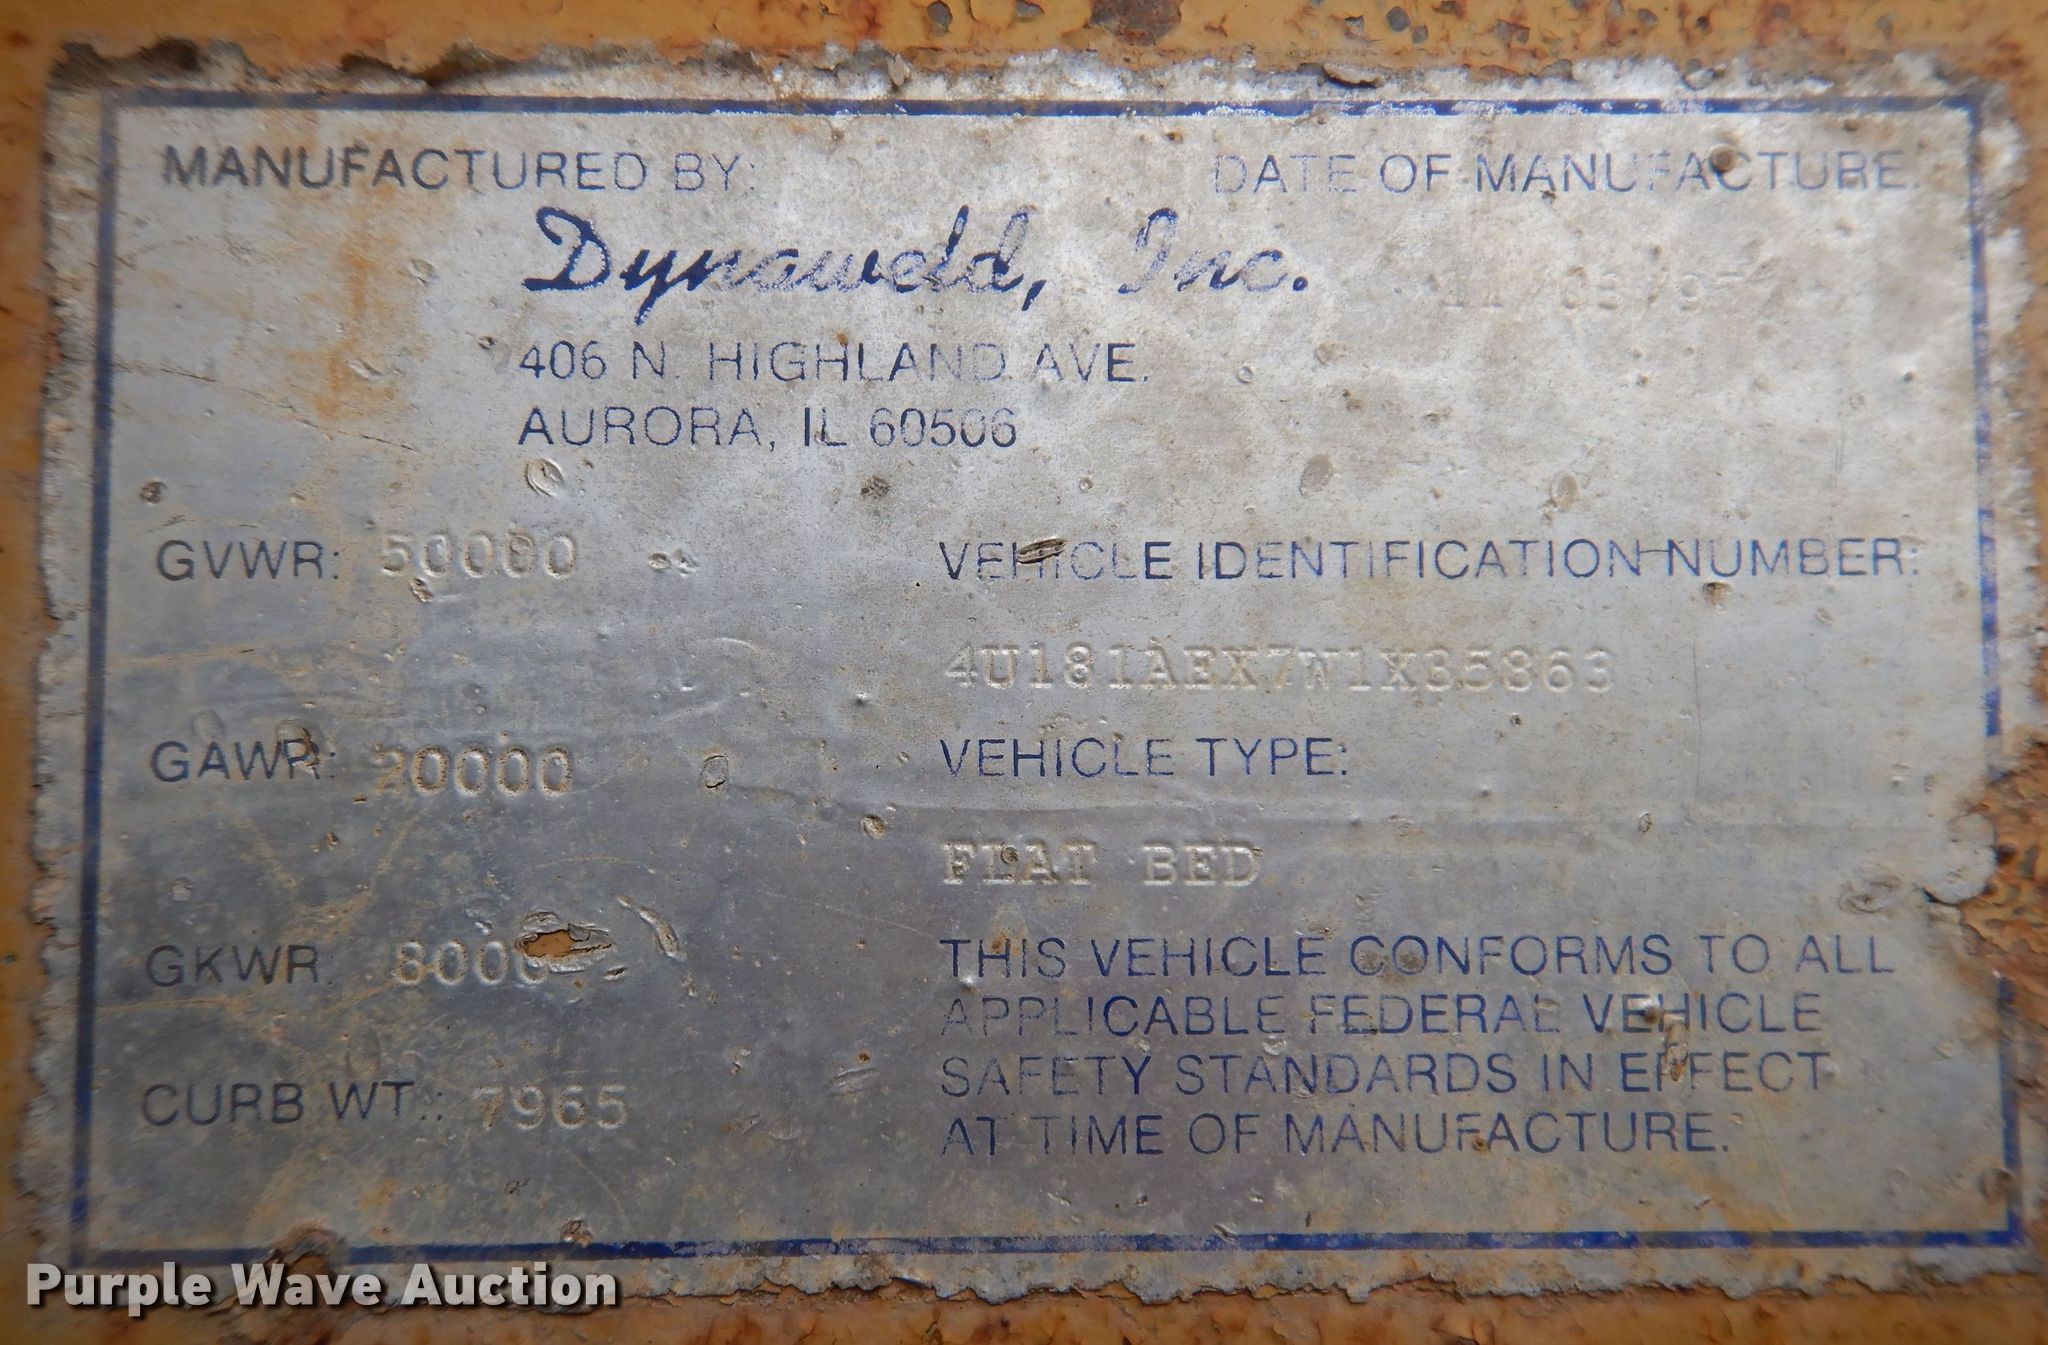 MANUFACTURED BY: DATE OF MANUFACTURE:
Dynaweld, Inc.
406 N. HIGHLAND AVE.
AURORA, IL 60506
GVWR: 50000 VEHICLE IDENTIFICATION NUMBER:
4U181AEX7W1X35863
GAWR: 20000 VEHICLE TYPE:
FLAT BED
GKWR: 8000 THIS VEHICLE CONFORMS TO ALL
APPLICABLE FEDERAL VEHICLE
SAFETY STANDARDS IN EFFECT
CURB WT.: 7965 AT TIME OF MANUFACTURE.
Purple Wave Auction